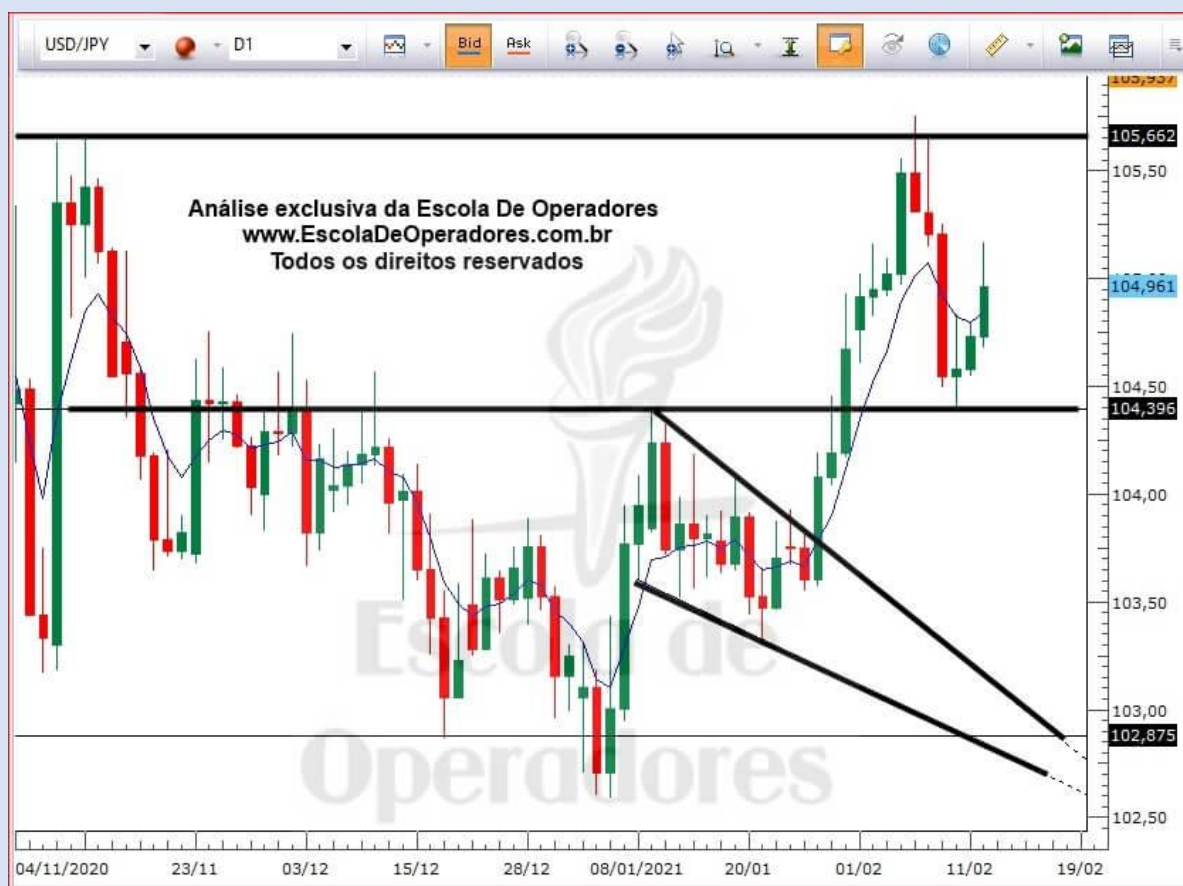 USD/JPY D1 Bid Ask
105,937
105,662
105,50
Análise exclusiva da Escola De Operadores
www.EscolaDeOperadores.com.br
Todos os direitos reservados
104,961
104,50
104,396
104,00
103,50
Escola de
103,00
102,875
Operadores
102,50
04/11/2020 23/11 03/12 15/12 28/12 08/01/2021 20/01 01/02 11/02 19/02